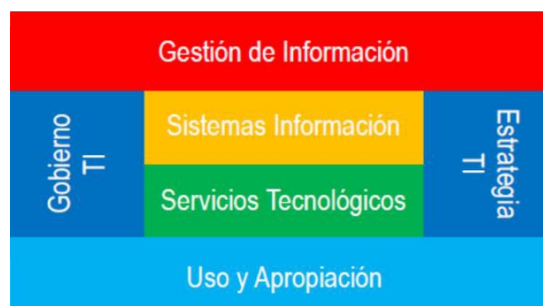 Gestión de Información
Gobierno
TI
Sistemas Información
Servicios Tecnológicos
Estrategia
TI
Uso y Apropiación